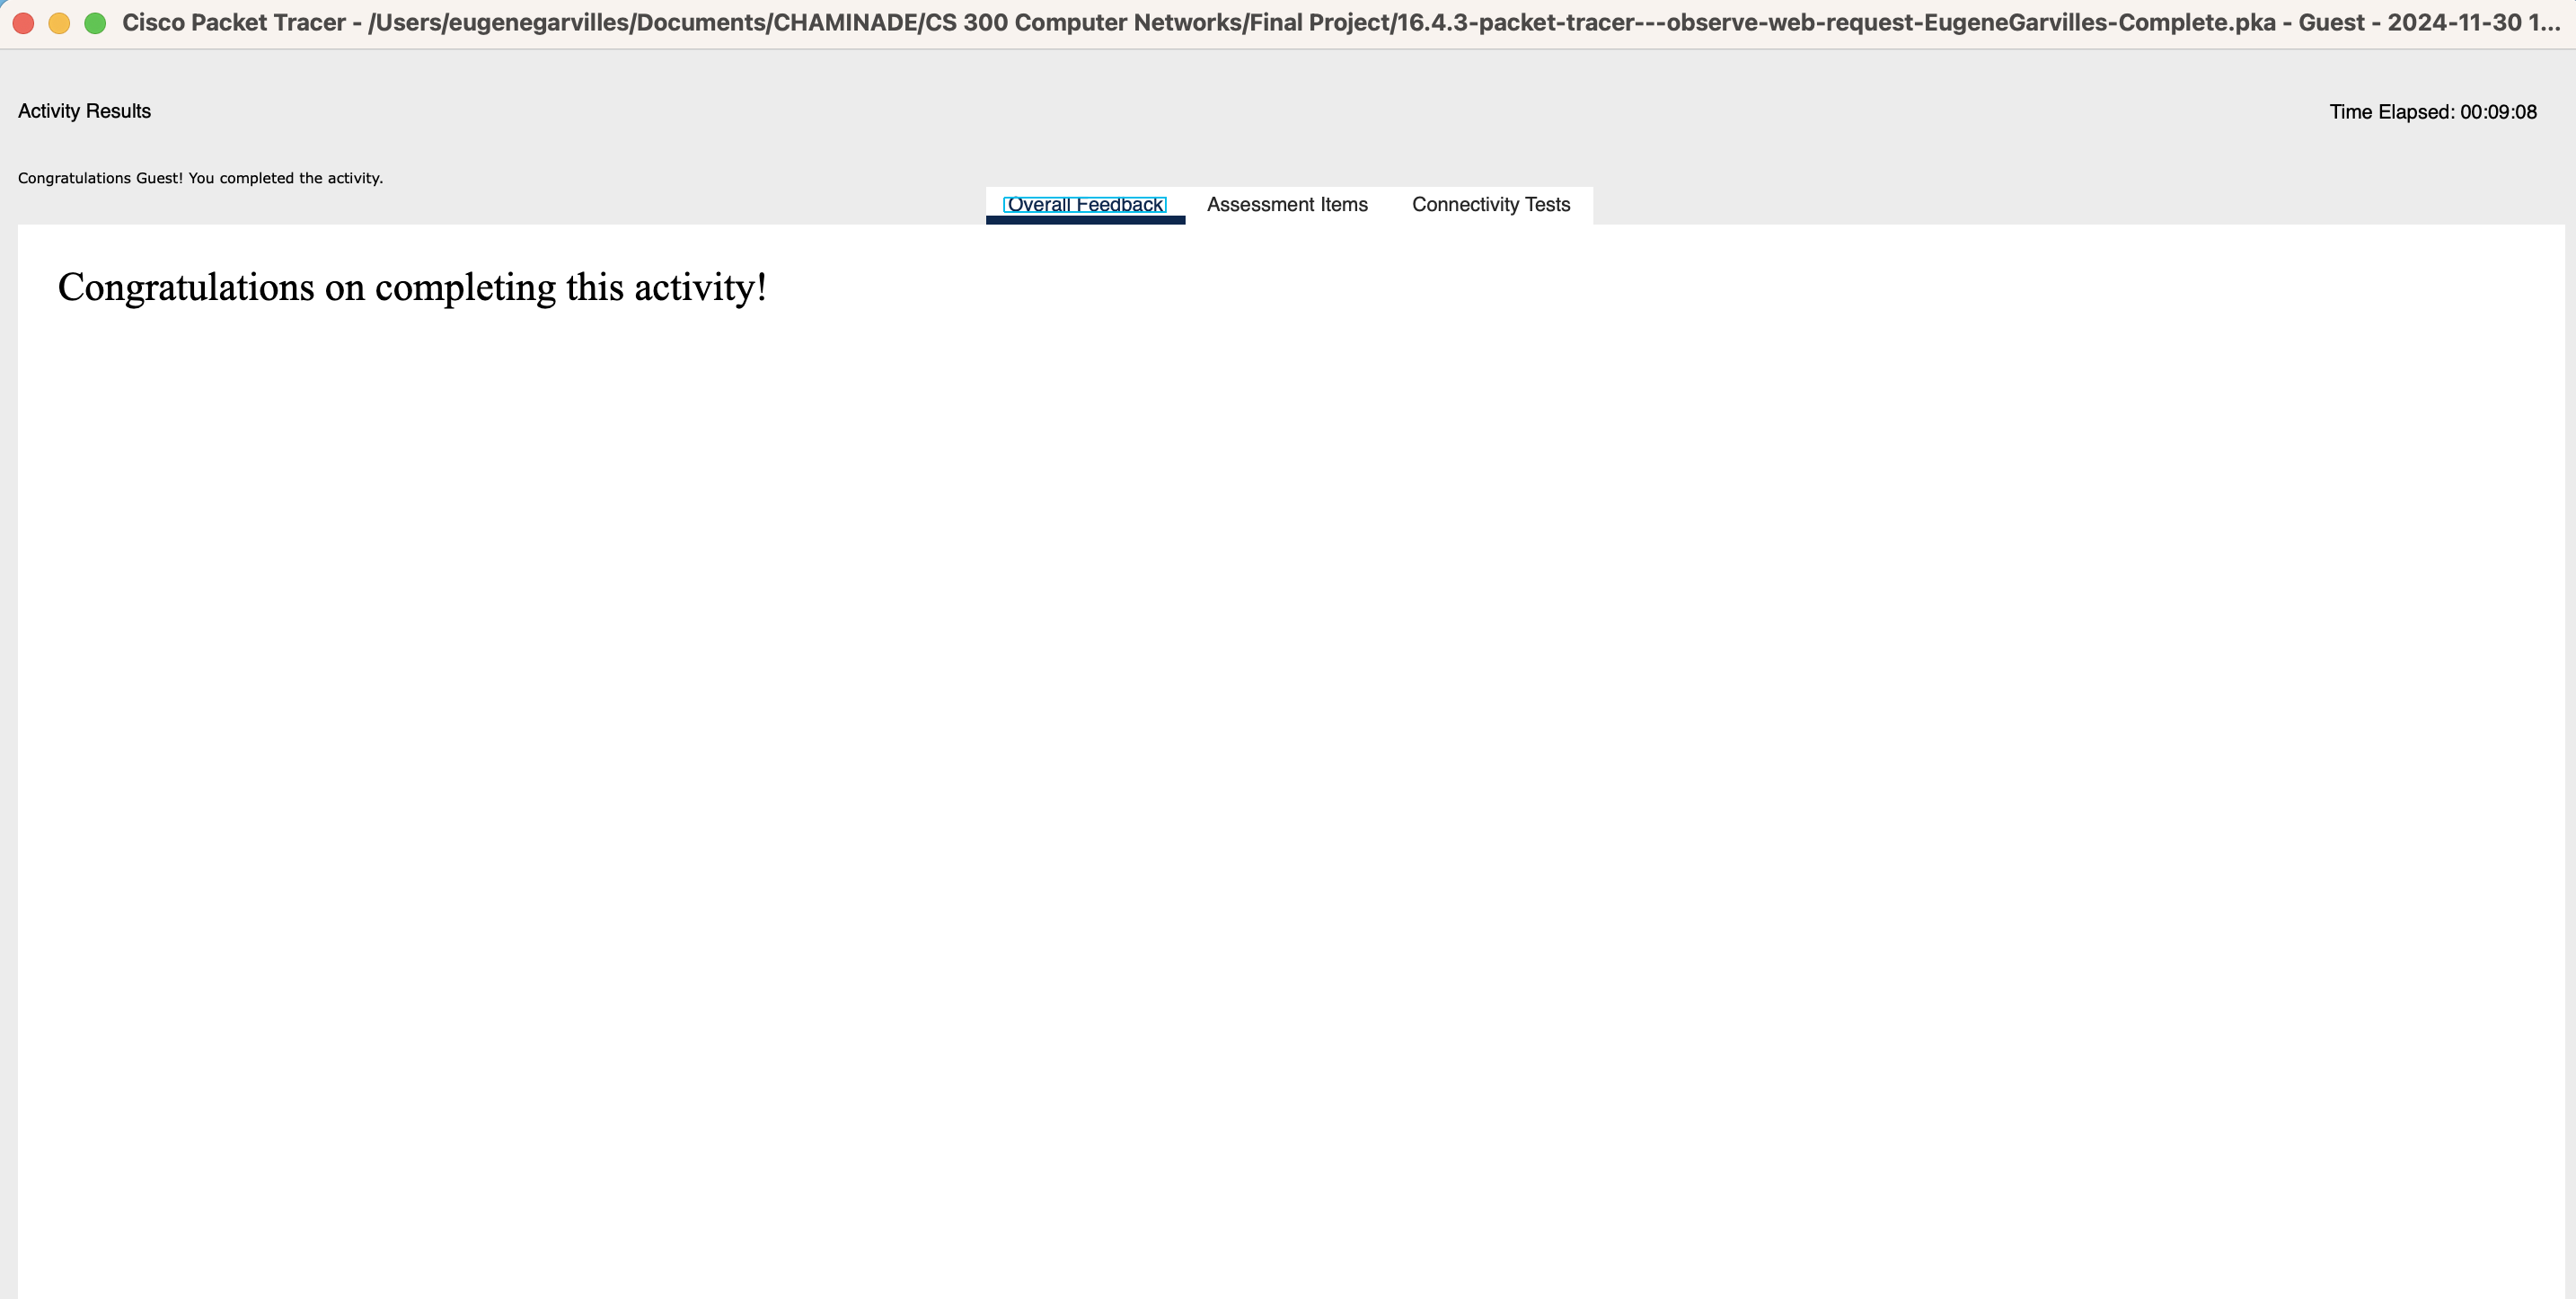 Cisco Packet Tracer - /Users/eugenegarvilles/Documents/CHAMINADE/CS 300 Computer Networks/Final Project/16.4.3-packet-tracer---observe-web-request-EugeneGarvilles-Complete.pka - Guest - 2024-11-30 1...
Activity Results
Time Elapsed: 00:09:08
Congratulations Guest! You completed the activity.
Overall Feedback Assessment Items Connectivity Tests
Congratulations on completing this activity!